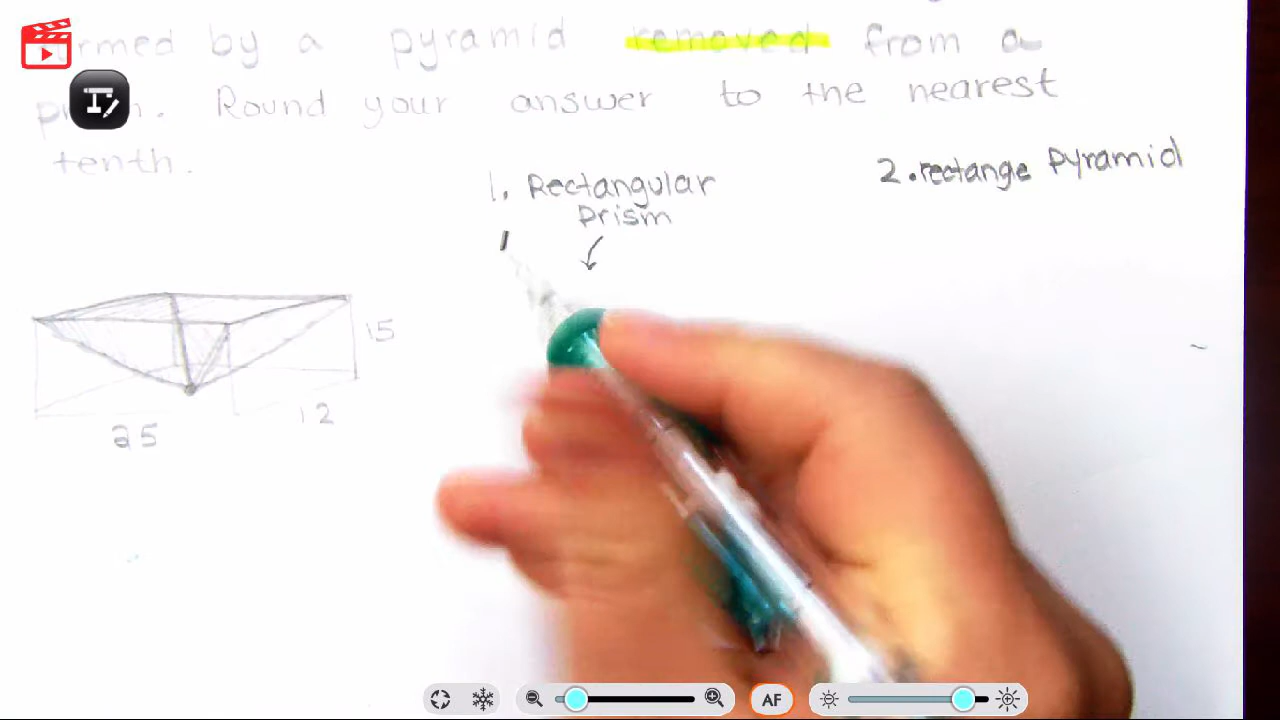 by a pyramid removed from a
Round your answer to the nearest
tenth.
1. Rectangular
Prism
2. rectange Pyramid
15
12
25
AF